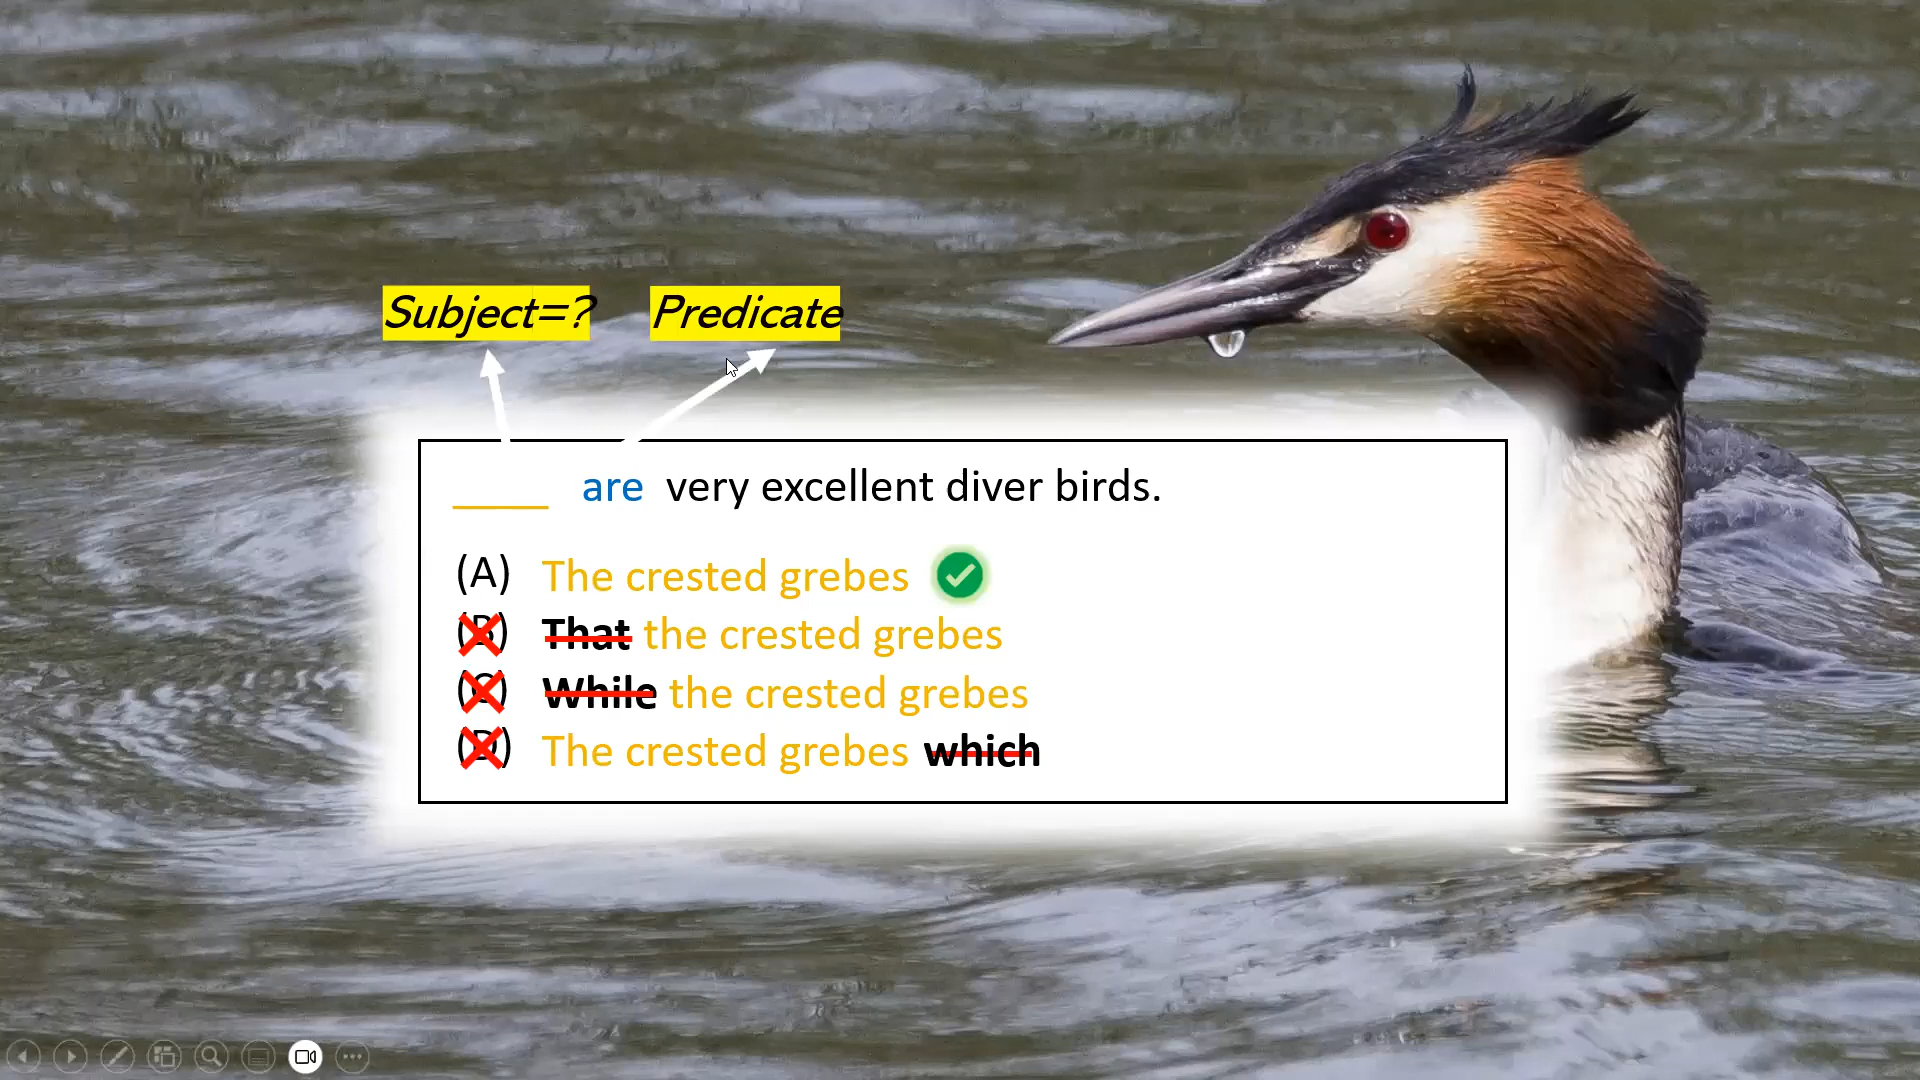 Subject=? Predicate
____ are very excellent diver birds.
(A) The crested grebes
(B) That the crested grebes
(C) While the crested grebes
(D) The crested grebes which